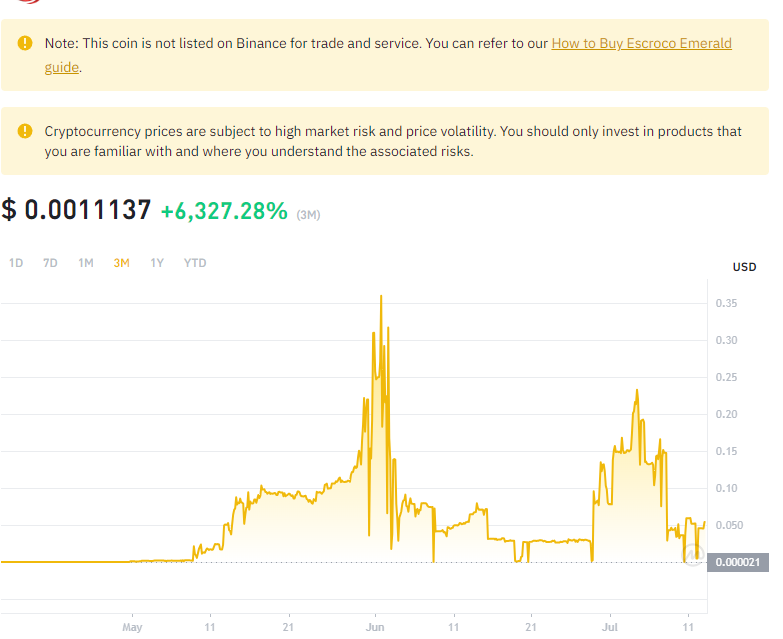 Note: This coin is not listed on Binance for trade and service. You can refer to our How to Buy Escroco Emerald
guide.
Cryptocurrency prices are subject to high market risk and price volatility. You should only invest in products that
you are familiar with and where you understand the associated risks.
$ 0.0011137 +6,327.28% (3M)
1D 7D 1M 3M 1Y YTD
USD
0.35
0.30
0.25
0.20
0.15
0.10
0.050
0.000021
May 11 21 Jun 11 21 Jul 11